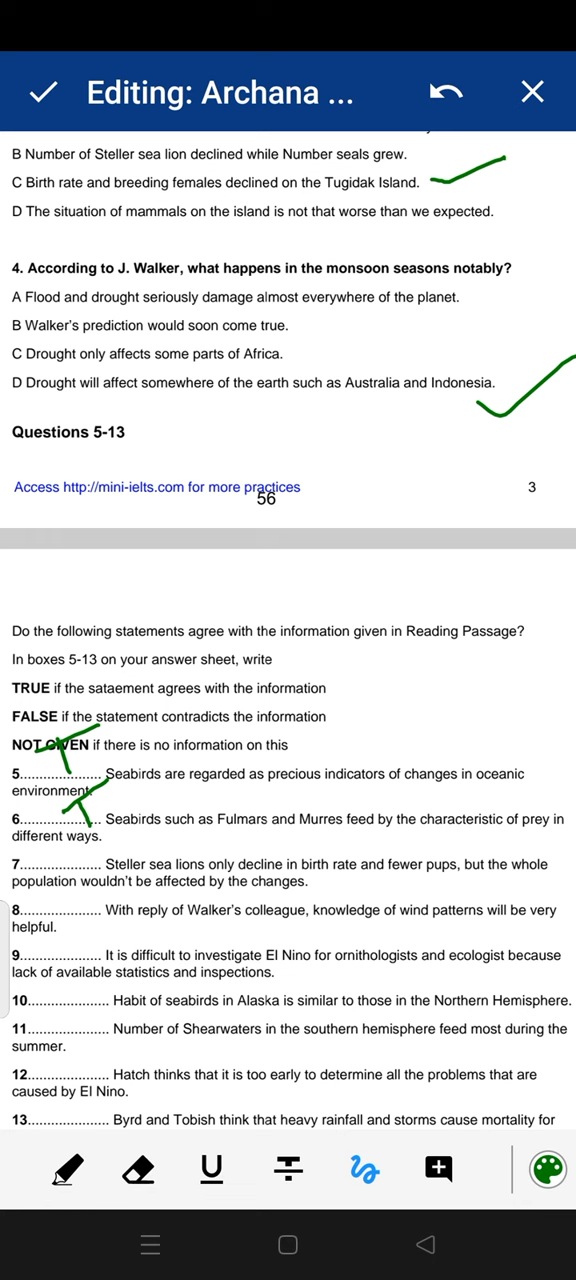 Editing: Archana ...
B Number of Steller sea lion declined while Number seals grew.
C Birth rate and breeding females declined on the Tugidak Island.
D The situation of mammals on the island is not that worse than we expected.
4. According to J. Walker, what happens in the monsoon seasons notably?
A Flood and drought seriously damage almost everywhere of the planet.
B Walker's prediction would soon come true.
C Drought only affects some parts of Africa.
D Drought will affect somewhere of the earth such as Australia and Indonesia.
Questions 5-13
Access http://mini-ielts.com for more practices
56
3
Do the following statements agree with the information given in Reading Passage?
In boxes 5-13 on your answer sheet, write
TRUE if the sataement agrees with the information
FALSE if the statement contradicts the information
NOT GIVEN if there is no information on this
T
5..................... Seabirds are regarded as precious indicators of changes in oceanic
environment.
T
6..................... Seabirds such as Fulmars and Murres feed by the characteristic of prey in
different ways.
7..................... Steller sea lions only decline in birth rate and fewer pups, but the whole
population wouldn't be affected by the changes.
8..................... With reply of Walker's colleague, knowledge of wind patterns will be very
helpful.
9..................... It is difficult to investigate El Nino for ornithologists and ecologist because
lack of available statistics and inspections.
10..................... Habit of seabirds in Alaska is similar to those in the Northern Hemisphere.
11..................... Number of Shearwaters in the southern hemisphere feed most during the
summer.
12..................... Hatch thinks that it is too early to determine all the problems that are
caused by El Nino.
13..................... Byrd and Tobish think that heavy rainfall and storms cause mortality for